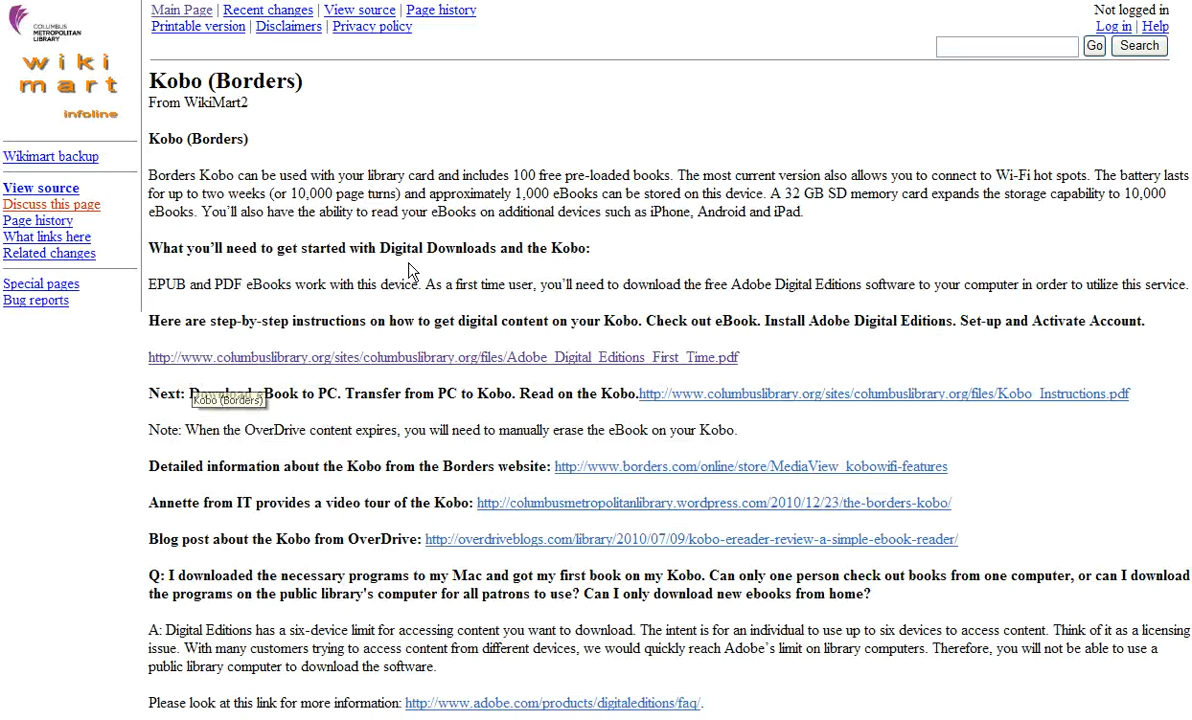 COLUMBUS
METROPOLITAN
LIBRARY
wiki
mart
infoline
Wikimart backup
View source
Discuss this page
Page history
What links here
Related changes
Special pages
Bug reports
Main Page | Recent changes | View source | Page history
Printable version | Disclaimers | Privacy policy
Not logged in
Log in | Help
Go Search
Kobo (Borders)
From WikiMart2
Kobo (Borders)
Borders Kobo can be used with your library card and includes 100 free pre-loaded books. The most current version also allows you to connect to Wi-Fi hot spots. The battery lasts
for up to two weeks (or 10,000 page turns) and approximately 1,000 eBooks can be stored on this device. A 32 GB SD memory card expands the storage capability to 10,000
eBooks. You’ll also have the ability to read your eBooks on additional devices such as iPhone, Android and iPad.
What you’ll need to get started with Digital Downloads and the Kobo:
EPUB and PDF eBooks work with this device. As a first time user, you’ll need to download the free Adobe Digital Editions software to your computer in order to utilize this service.
Here are step-by-step instructions on how to get digital content on your Kobo. Check out eBook. Install Adobe Digital Editions. Set-up and Activate Account.
http://www.columbuslibrary.org/sites/columbuslibrary.org/files/Adobe_Digital_Editions_First_Time.pdf
Next: Download eBook to PC. Transfer from PC to Kobo. Read on the Kobo.http://www.columbuslibrary.org/sites/columbuslibrary.org/files/Kobo_Instructions.pdf
Kobo (Borders)
Note: When the OverDrive content expires, you will need to manually erase the eBook on your Kobo.
Detailed information about the Kobo from the Borders website: http://www.borders.com/online/store/MediaView_kobowifi-features
Annette from IT provides a video tour of the Kobo: http://columbusmetropolitanlibrary.wordpress.com/2010/12/23/the-borders-kobo/
Blog post about the Kobo from OverDrive: http://overdriveblogs.com/library/2010/07/09/kobo-ereader-review-a-simple-ebook-reader/
Q: I downloaded the necessary programs to my Mac and got my first book on my Kobo. Can only one person check out books from one computer, or can I download
the programs on the public library's computer for all patrons to use? Can I only download new ebooks from home?
A: Digital Editions has a six-device limit for accessing content you want to download. The intent is for an individual to use up to six devices to access content. Think of it as a licensing
issue. With many customers trying to access content from different devices, we would quickly reach Adobe’s limit on library computers. Therefore, you will not be able to use a
public library computer to download the software.
Please look at this link for more information: http://www.adobe.com/products/digitaleditions/faq/.